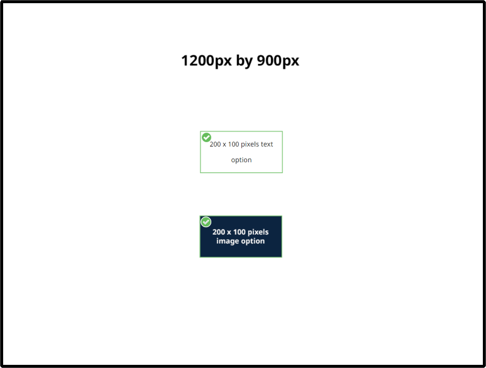 1200px by 900px
200 x 100 pixels text
option
200 x 100 pixels
image option